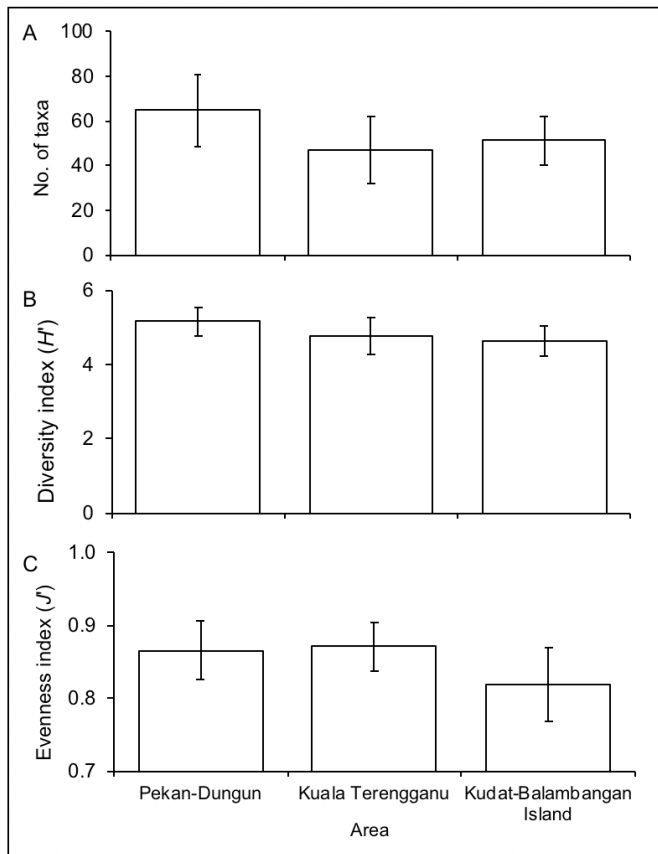 A
No. of taxa
100
80
60
40
20
0
B
Diversity index (H')
6
4
2
0
C
Evenness index (J')
1.0
0.9
0.8
0.7
Pekan-Dungun
Kuala Terengganu
Kudat-Balambangan
Island
Area